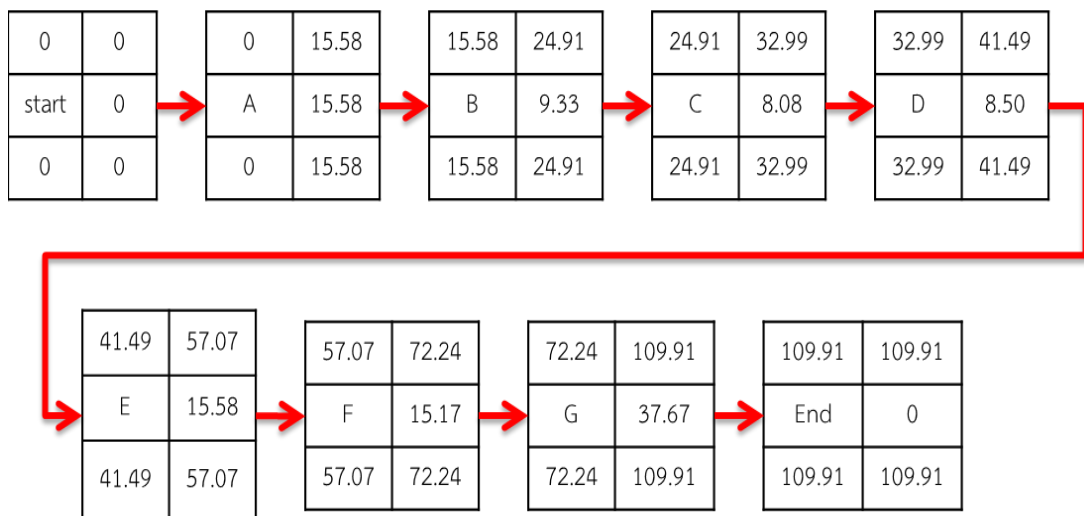 0 0 0 15.58 15.58 24.91 24.91 32.99 32.99 41.49
start 0 A 15.58 B 9.33 C 8.08 D 8.50
0 0 0 15.58 15.58 24.91 24.91 32.99 32.99 41.49
41.49 57.07 57.07 72.24 72.24 109.91 109.91 109.91
E 15.58 F 15.17 G 37.67 End 0
41.49 57.07 57.07 72.24 72.24 109.91 109.91 109.91